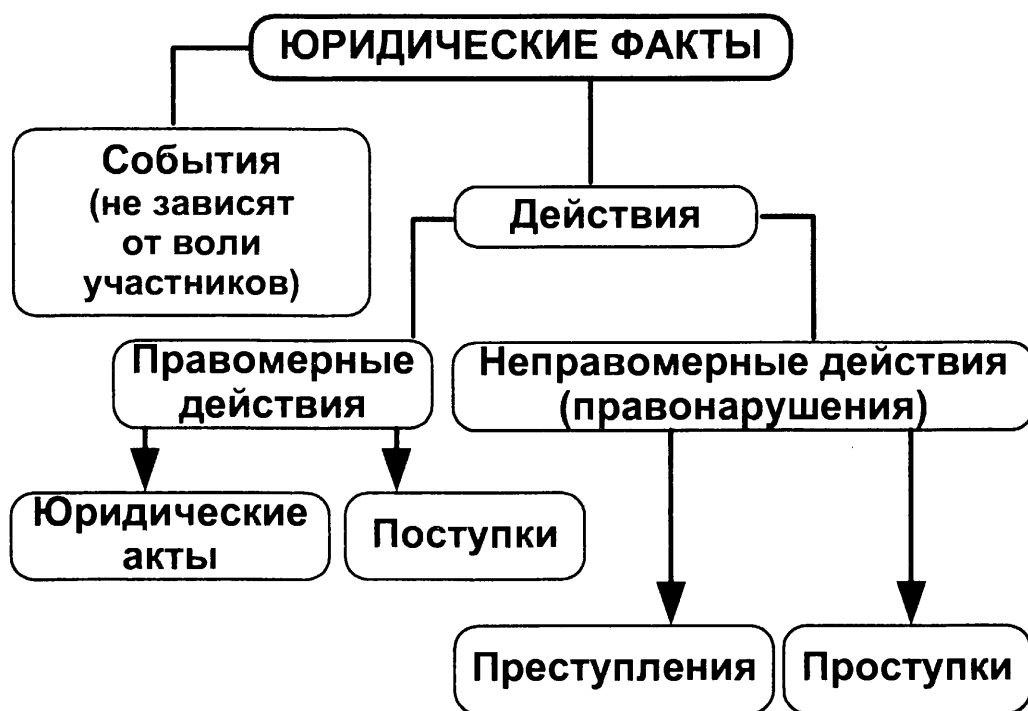 ЮРИДИЧЕСКИЕ ФАКТЫ
События
(не зависят
от воли
участников)
Действия
Правомерные
действия
Неправомерные действия
(правонарушения)
Юридические
акты
Поступки
Преступления
Проступки